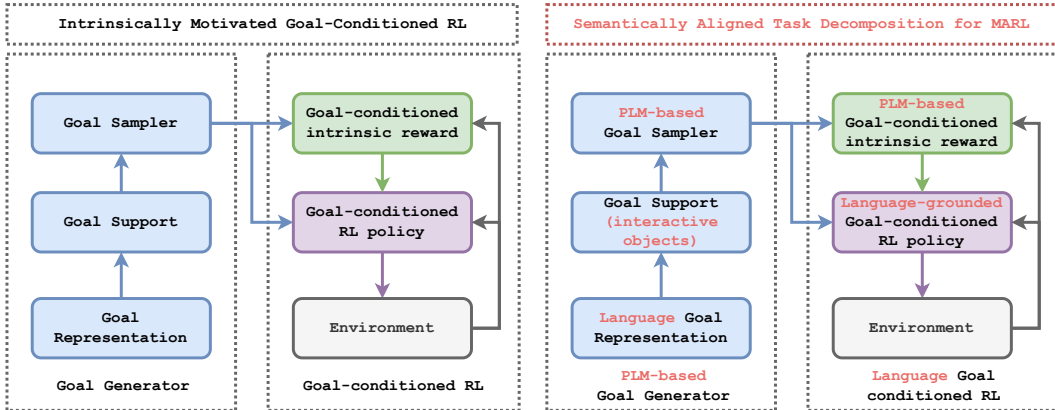 Intrinsically Motivated Goal-Conditioned RL
Goal Sampler
Goal Support
Goal
Representation
Goal Generator
Goal-conditioned
intrinsic reward
Goal-conditioned
RL policy
Environment
Goal-conditioned RL
Semantically Aligned Task Decomposition for MARL
PLM-based
Goal Sampler
Goal Support
(interactive
objects)
Language Goal
Representation
PLM-based
Goal Generator
PLM-based
Goal-conditioned
intrinsic reward
Language-grounded
Goal-conditioned
RL policy
Environment
Language Goal
conditioned RL